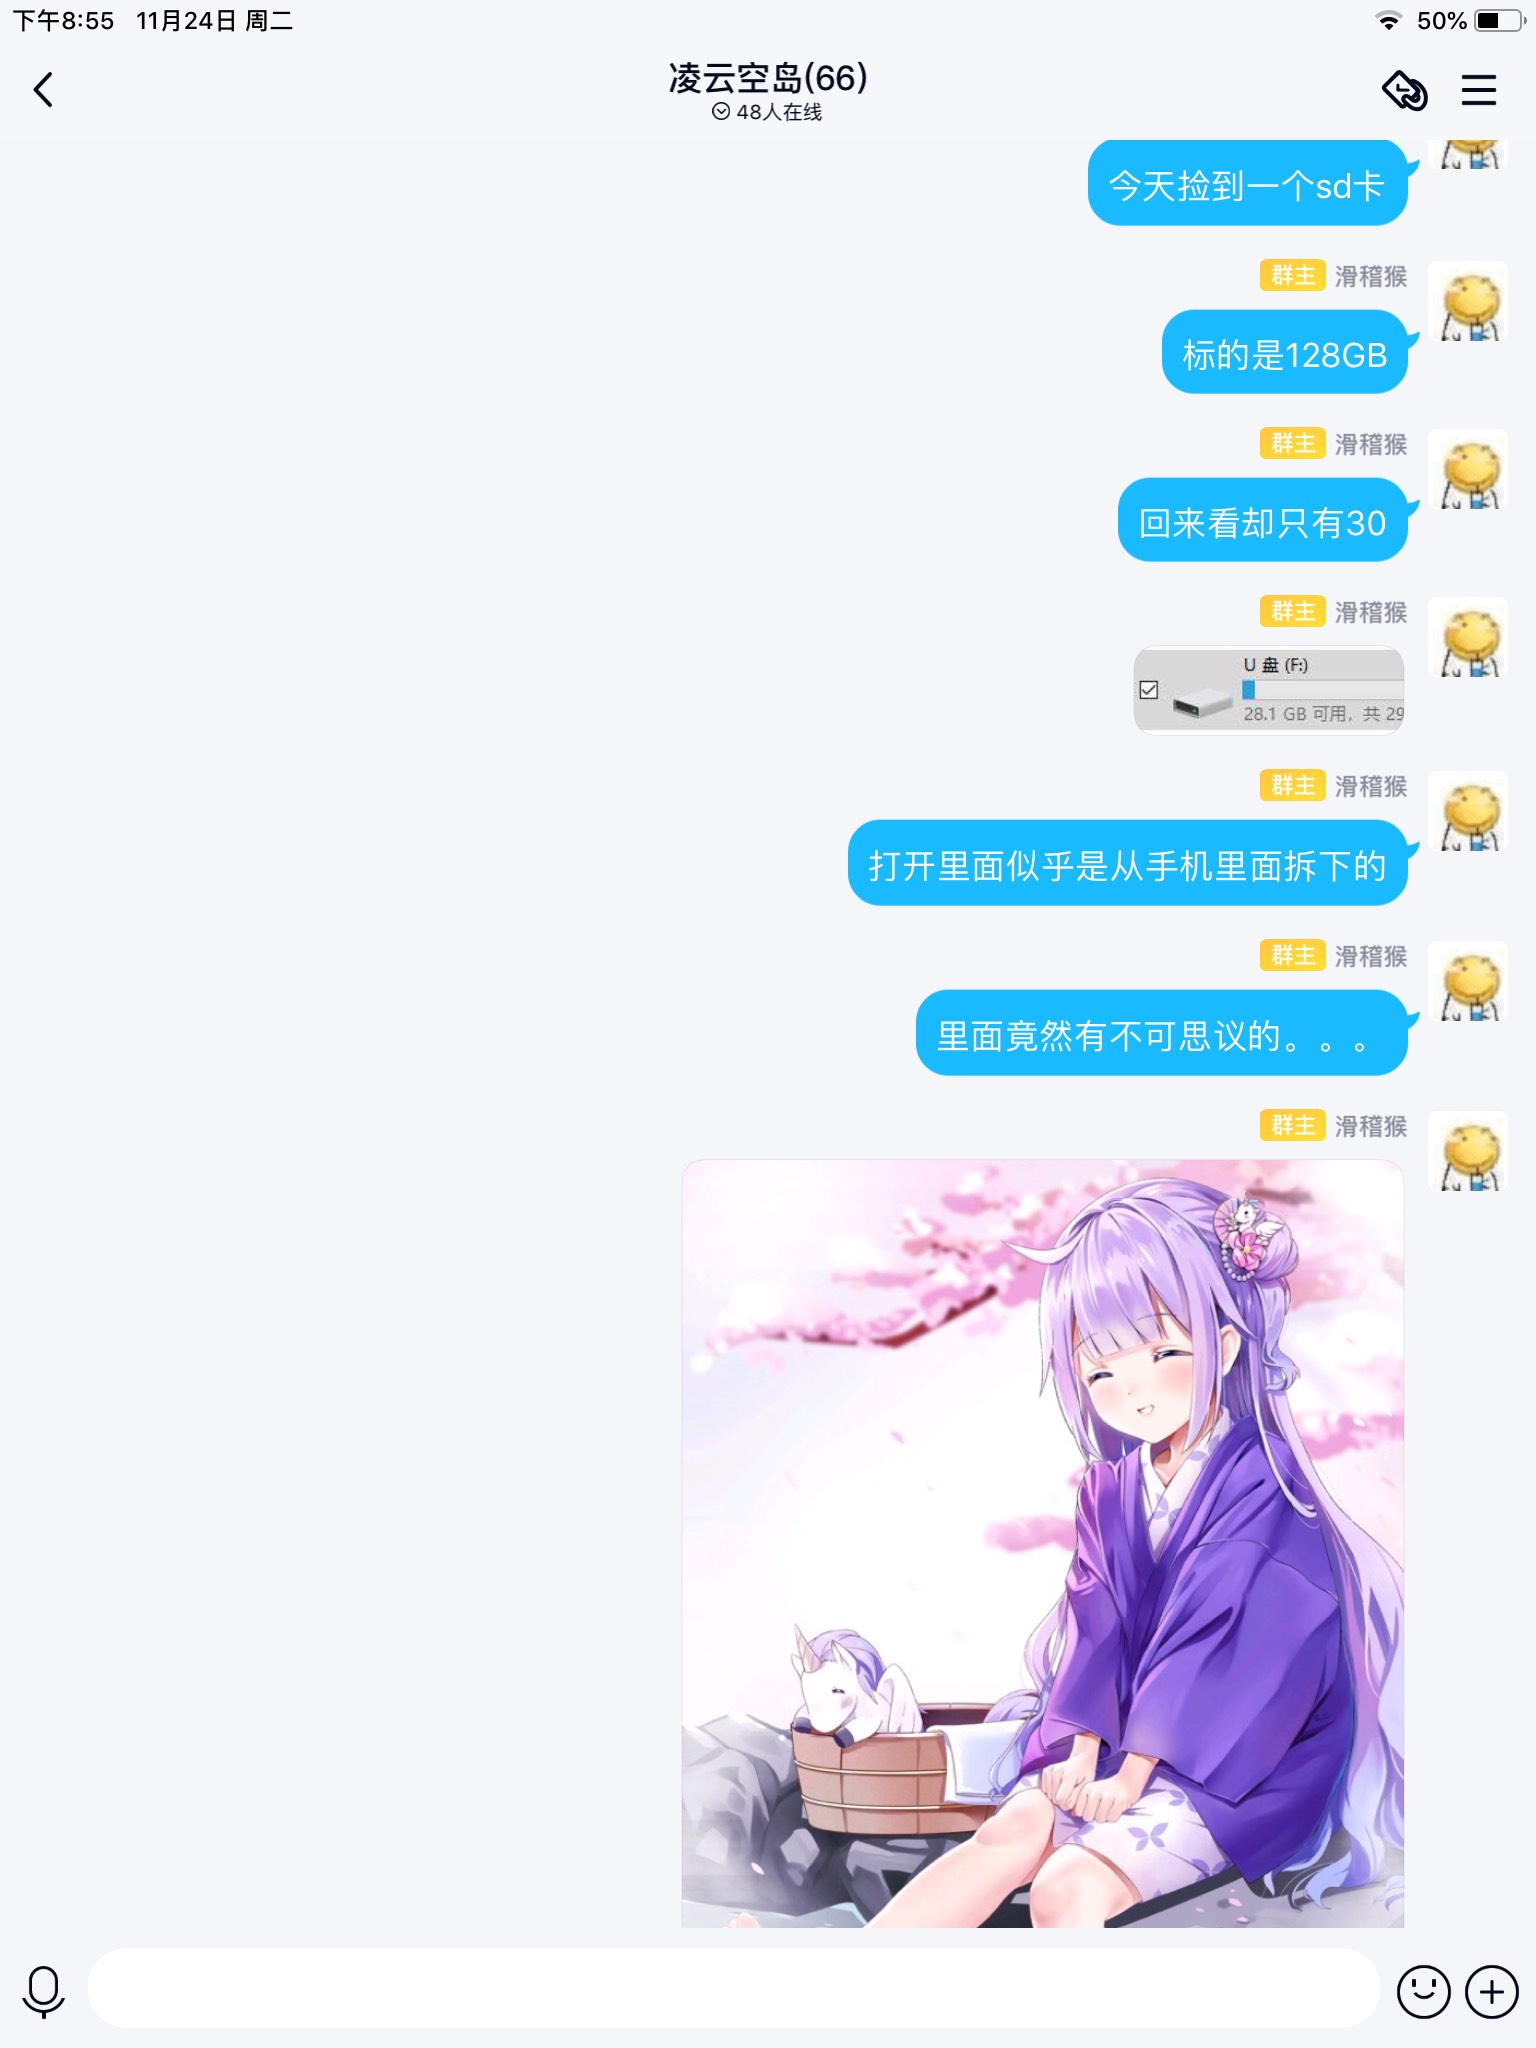 下午8:55 11月24日 周二
50%
凌云空岛(66)
48人在线
今天捡到一个sd卡
群主 滑稽猴
标的是128GB
群主 滑稽猴
回来看却只有30
群主 滑稽猴
U 盘 (F:)
28.1 GB 可用，共 29
群主 滑稽猴
打开里面似乎是从手机里面拆下的
群主 滑稽猴
里面竟然有不可思议的。。。
群主 滑稽猴